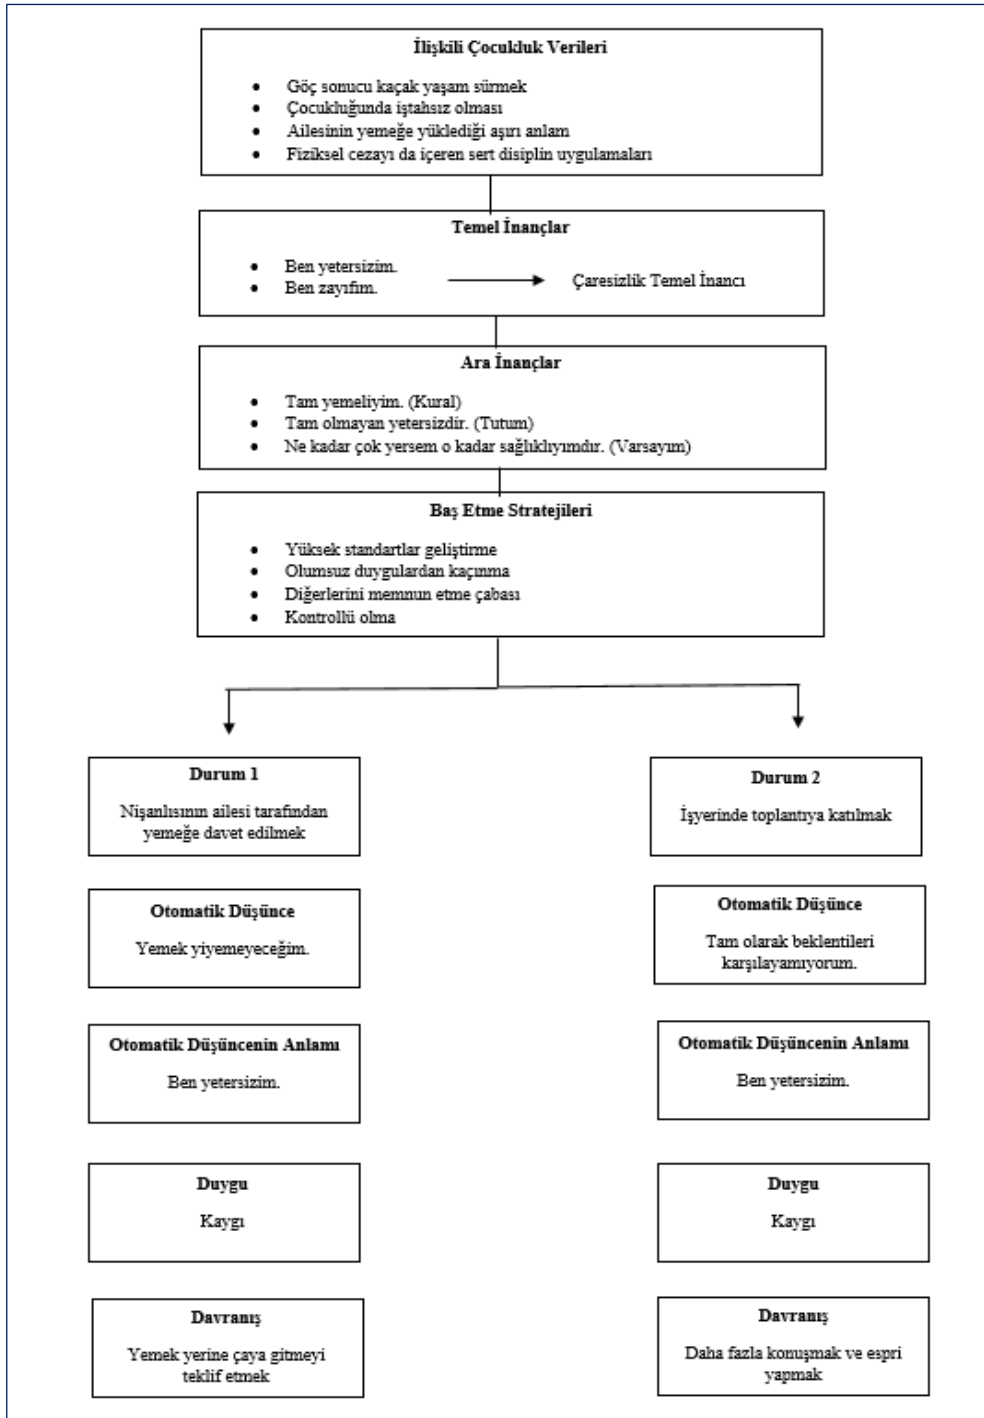 İlişkili Çocukluk Verileri
• Göç sonucu kaçak yaşam sürmek
• Çocukluğunda iştahsız olması
• Ailesinin yemeğe yüklediği aşırı anlam
• Fiziksel cezayı da içeren sert disiplin uygulamaları
Temel İnançlar
• Ben yetersizim.
• Ben zayıfım.
Çaresizlik Temel İnancı
Ara İnançlar
• Tam yemeliyim. (Kural)
• Tam olmayan yetersizdir. (Tutum)
• Ne kadar çok yersem o kadar sağlıklıyımdır. (Varsayım)
Baş Etme Stratejileri
• Yüksek standartlar geliştirme
• Olumsuz duygulardan kaçınma
• Diğerlerini memnun etme çabası
• Kontrollü olma
Durum 1
Nişanlısının ailesi tarafından
yemeğe davet edilmek
Otomatik Düşünce
Yemek yiyemeyeceğim.
Otomatik Düşüncenin Anlamı
Ben yetersizim.
Duygu
Kaygı
Davranış
Yemek yerine çaya gitmeyi
teklif etmek
Durum 2
İşyerinde toplantıya katılmak
Otomatik Düşünce
Tam olarak beklentileri
karşılayamıyorum.
Otomatik Düşüncenin Anlamı
Ben yetersizim.
Duygu
Kaygı
Davranış
Daha fazla konuşmak ve espri
yapmak